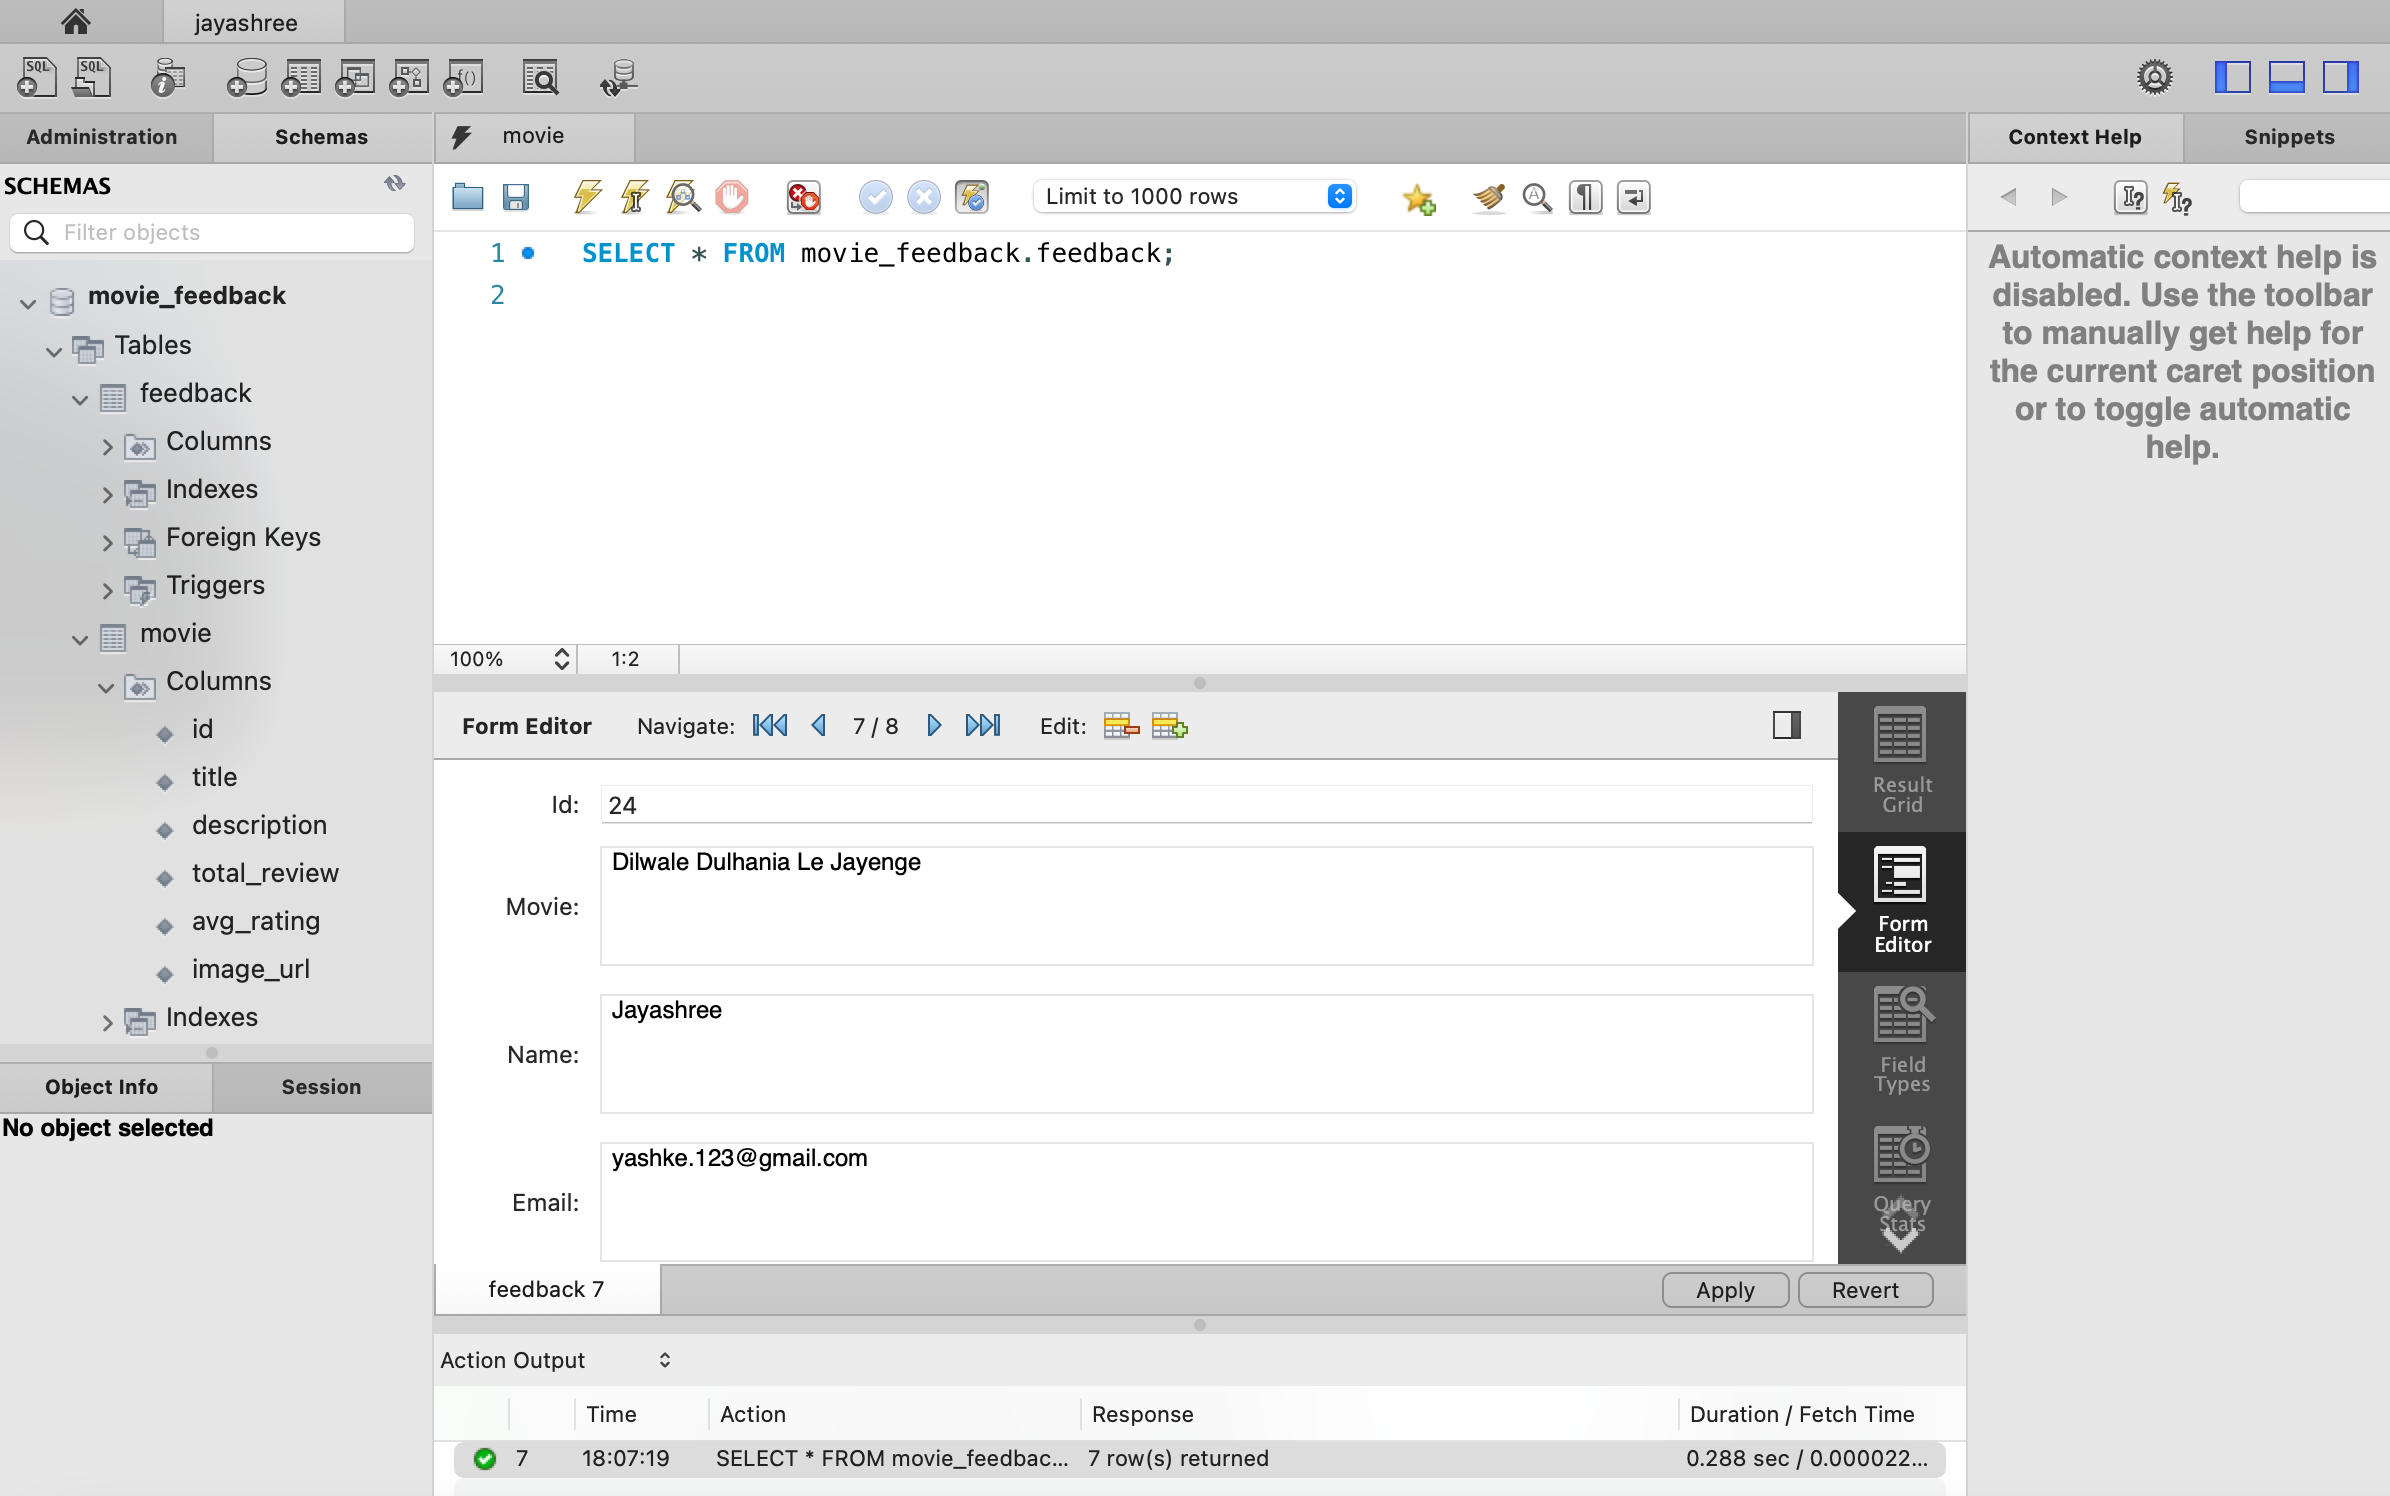 jayashree
SQL SQL
Administration
Schemas
movie
Context Help
Snippets
SCHEMAS
Filter objects
Limit to 1000 rows
1 SELECT * FROM movie_feedback.feedback;
2
Automatic context help is
disabled. Use the toolbar
to manually get help for
the current caret position
or to toggle automatic
help.
movie_feedback
Tables
feedback
Columns
Indexes
Foreign Keys
Triggers
movie
Columns
id
title
description
total_review
avg_rating
image_url
Indexes
100%
1:2
Form Editor Navigate: 7 / 8 Edit:
Id: 24
Movie: Dilwale Dulhania Le Jayenge
Name: Jayashree
Email: yashke.123@gmail.com
Result
Grid
Form
Editor
Field
Types
Query
Stats
Object Info
Session
No object selected
feedback 7
Apply
Revert
Action Output
Time Action Response Duration / Fetch Time
7 18:07:19 SELECT * FROM movie_feedbac... 7 row(s) returned 0.288 sec / 0.000022...